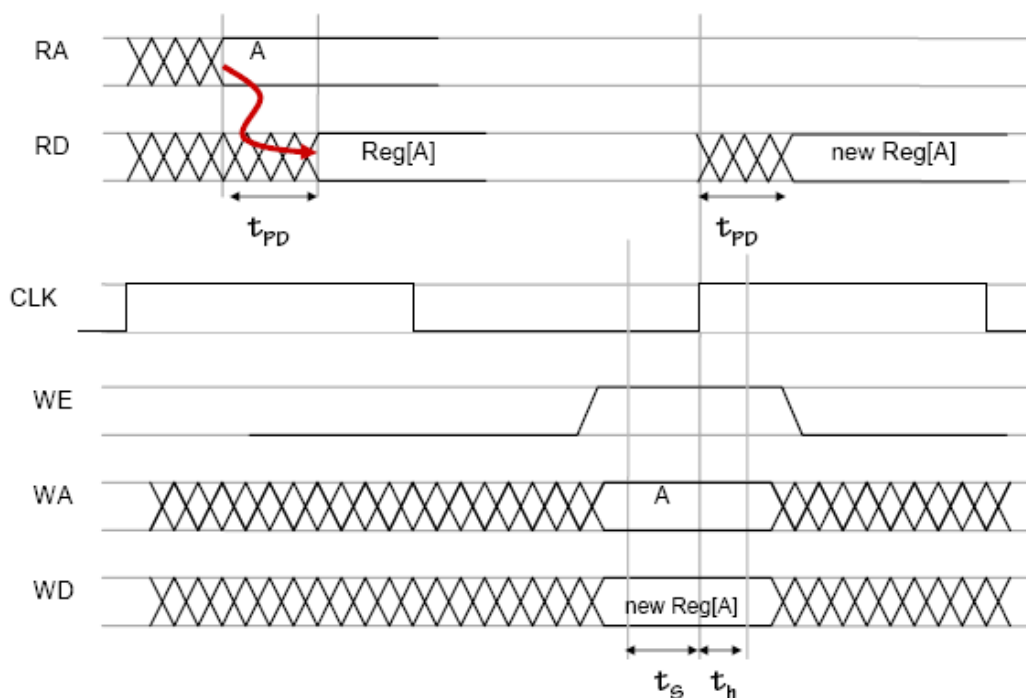 RA A
RD Reg[A] new Reg[A]
tPD tPD
CLK
WE
WA A
WD new Reg[A]
ts th